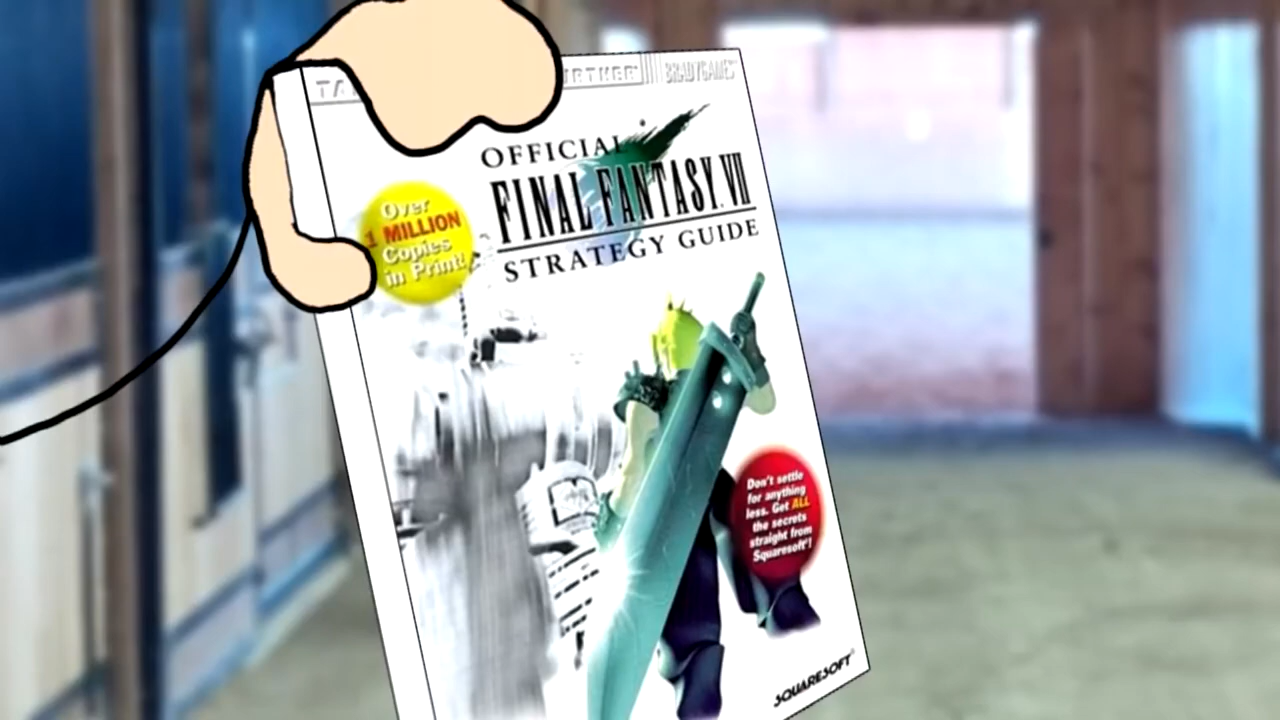 BRADYGAMES
OFFICIAL
FINAL FANTASY VII
STRATEGY GUIDE
Over
1 MILLION
Copies
in Print!
Don't settle
for anything
less. Get ALL
the secrets
straight from
Squaresoft!
SQUARESOFT